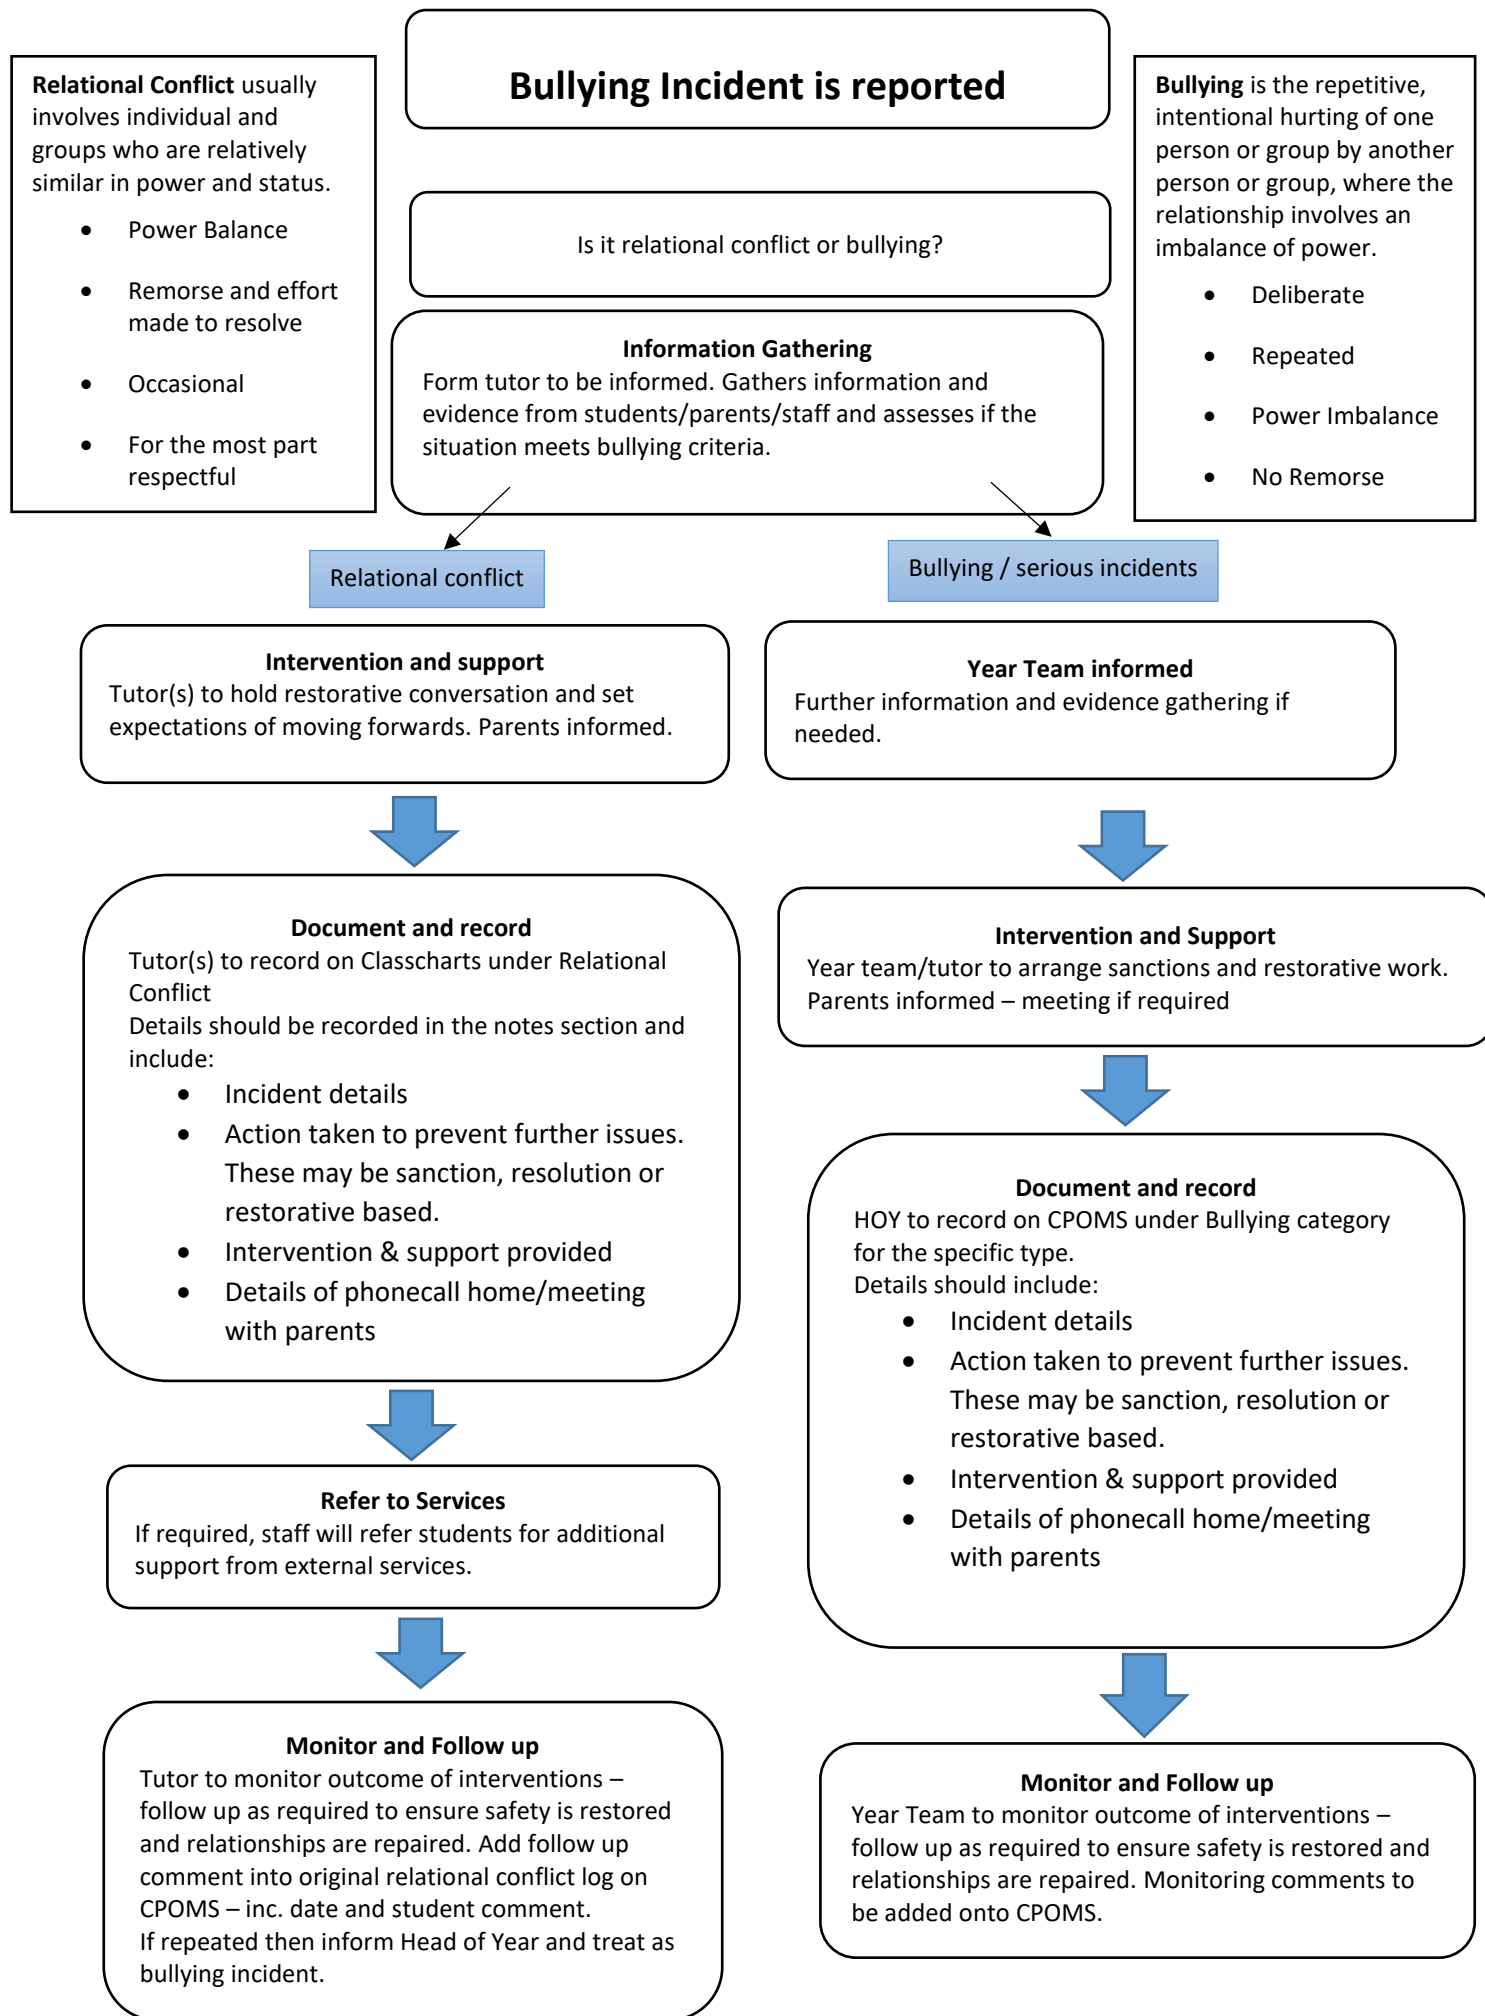 Bullying Incident is reported
Relational Conflict usually
involves individual and
groups who are relatively
similar in power and status.
• Power Balance
• Remorse and effort
made to resolve
• Occasional
• For the most part
respectful
Is it relational conflict or bullying?
Information Gathering
Form tutor to be informed. Gathers information and
evidence from students/parents/staff and assesses if the
situation meets bullying criteria.
Bullying is the repetitive,
intentional hurting of one
person or group by another
person or group, where the
relationship involves an
imbalance of power.
• Deliberate
• Repeated
• Power Imbalance
• No Remorse
Relational conflict
Intervention and support
Tutor(s) to hold restorative conversation and set
expectations of moving forwards. Parents informed.
Document and record
Tutor(s) to record on Classcharts under Relational
Conflict
Details should be recorded in the notes section and
include:
• Incident details
• Action taken to prevent further issues.
These may be sanction, resolution or
restorative based.
• Intervention & support provided
• Details of phonecall home/meeting
with parents
Refer to Services
If required, staff will refer students for additional
support from external services.
Monitor and Follow up
Tutor to monitor outcome of interventions –
follow up as required to ensure safety is restored
and relationships are repaired. Add follow up
comment into original relational conflict log on
CPOMS – inc. date and student comment.
If repeated then inform Head of Year and treat as
bullying incident.
Bullying / serious incidents
Year Team informed
Further information and evidence gathering if
needed.
Intervention and Support
Year team/tutor to arrange sanctions and restorative work.
Parents informed – meeting if required
Document and record
HOY to record on CPOMS under Bullying category
for the specific type.
Details should include:
• Incident details
• Action taken to prevent further issues.
These may be sanction, resolution or
restorative based.
• Intervention & support provided
• Details of phonecall home/meeting
with parents
Monitor and Follow up
Year Team to monitor outcome of interventions –
follow up as required to ensure safety is restored and
relationships are repaired. Monitoring comments to
be added onto CPOMS.